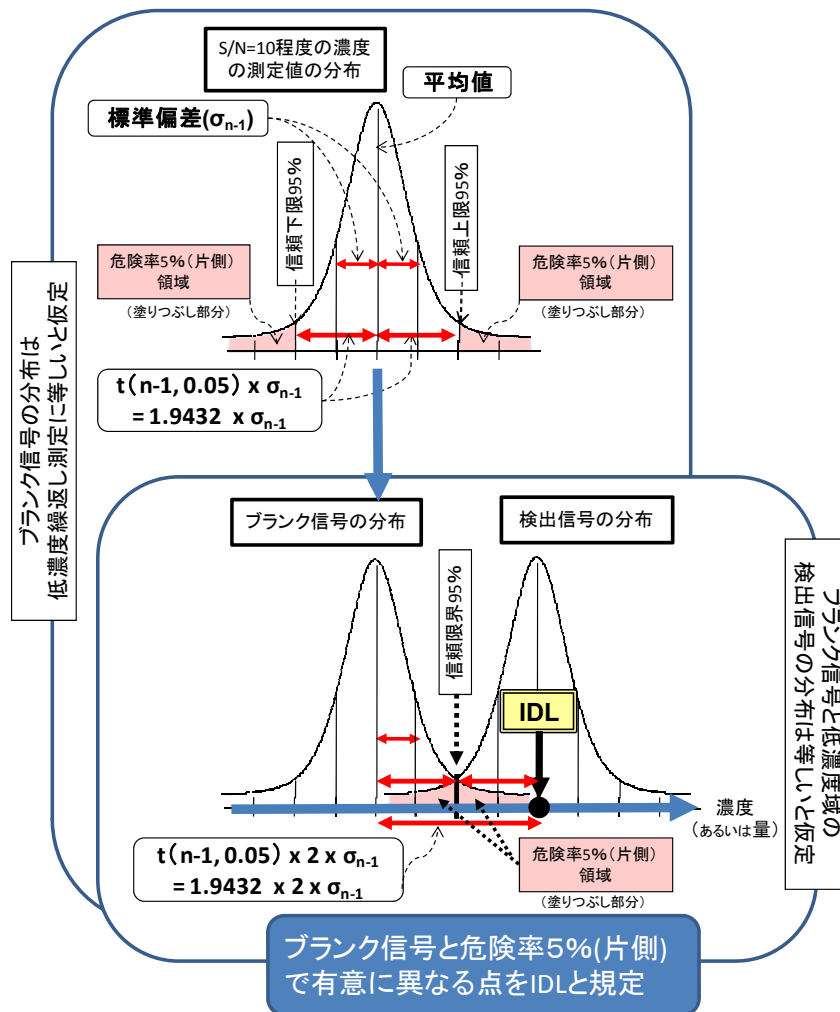 S/N=10程度の濃度
の測定値の分布
平均値
標準偏差(σn-1)
信頼下限95%
信頼上限95%
危険率5%(片側)
領域
(塗りつぶし部分)
危険率5%(片側)
領域
(塗りつぶし部分)
t(n-1, 0.05) x σn-1
= 1.9432 x σn-1
ブランク信号の分布は
低濃度繰返し測定に等しいと仮定
ブランク信号の分布
検出信号の分布
信頼限界95%
IDL
濃度
(あるいは量)
t(n-1, 0.05) x 2 x σn-1
= 1.9432 x 2 x σn-1
危険率5%(片側)
領域
(塗りつぶし部分)
ブランク信号と低濃度域の
検出信号の分布は等しいと仮定
ブランク信号と危険率5%(片側)
で有意に異なる点をIDLと規定